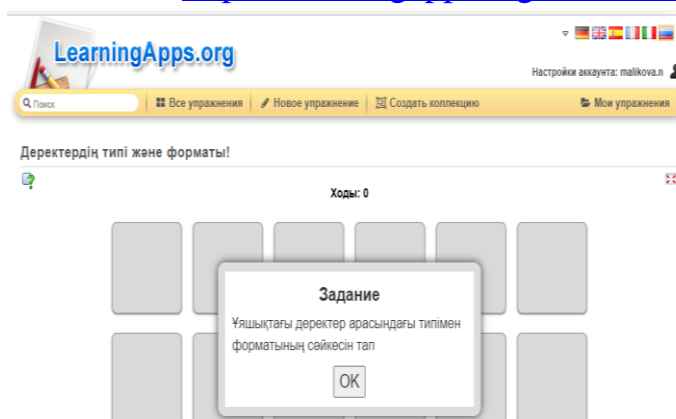 LearningApps.org
Настройки аккаунта: malikova.n
Поиск
Все упражнения
Новое упражнение
Создать коллекцию
Мои упражнения
Деректердің типі және форматы!
Ходы: 0
Задание
Ұяшықтағы деректер арасындағы типімен
форматының сәйкесін тап
OK